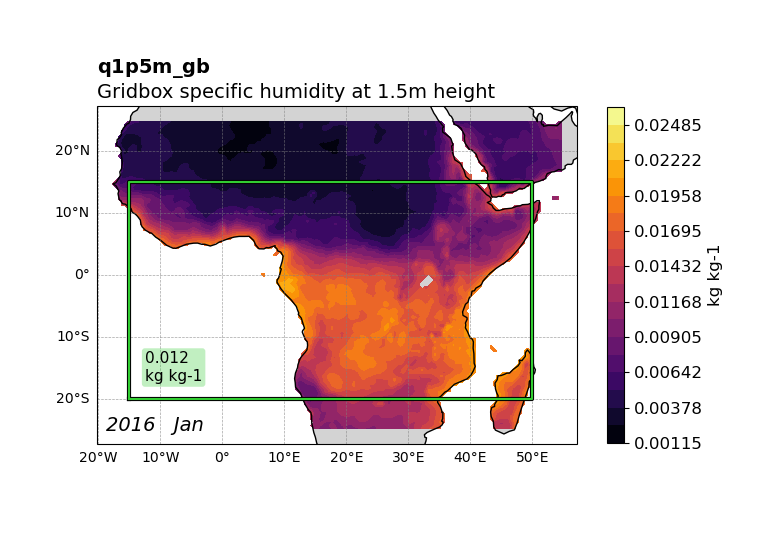 q1p5m_gb
Gridbox specific humidity at 1.5m height
20°N
10°N
0°
10°S
20°S
20°W
10°W
0°
10°E
20°E
30°E
40°E
50°E
0.012
kg kg-1
2016 Jan
0.02485
0.02222
0.01958
0.01695
0.01432
0.01168
0.00905
0.00642
0.00378
0.00115
kg kg-1